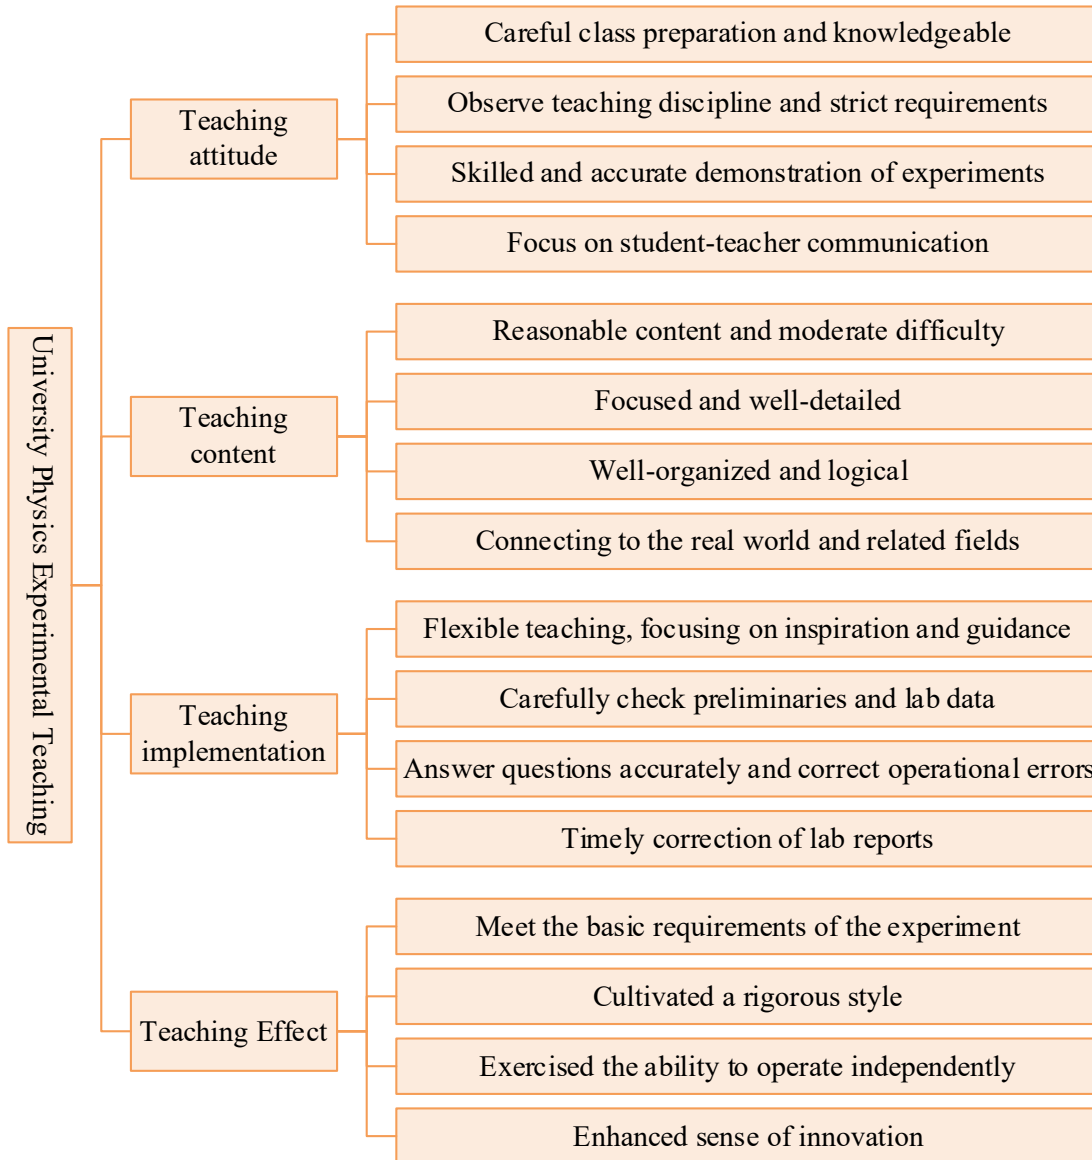 University Physics Experimental Teaching
Teaching
attitude
Careful class preparation and knowledgeable
Observe teaching discipline and strict requirements
Skilled and accurate demonstration of experiments
Focus on student-teacher communication
Teaching
content
Reasonable content and moderate difficulty
Focused and well-detailed
Well-organized and logical
Connecting to the real world and related fields
Teaching
implementation
Flexible teaching, focusing on inspiration and guidance
Carefully check preliminaries and lab data
Answer questions accurately and correct operational errors
Timely correction of lab reports
Teaching Effect
Meet the basic requirements of the experiment
Cultivated a rigorous style
Exercised the ability to operate independently
Enhanced sense of innovation